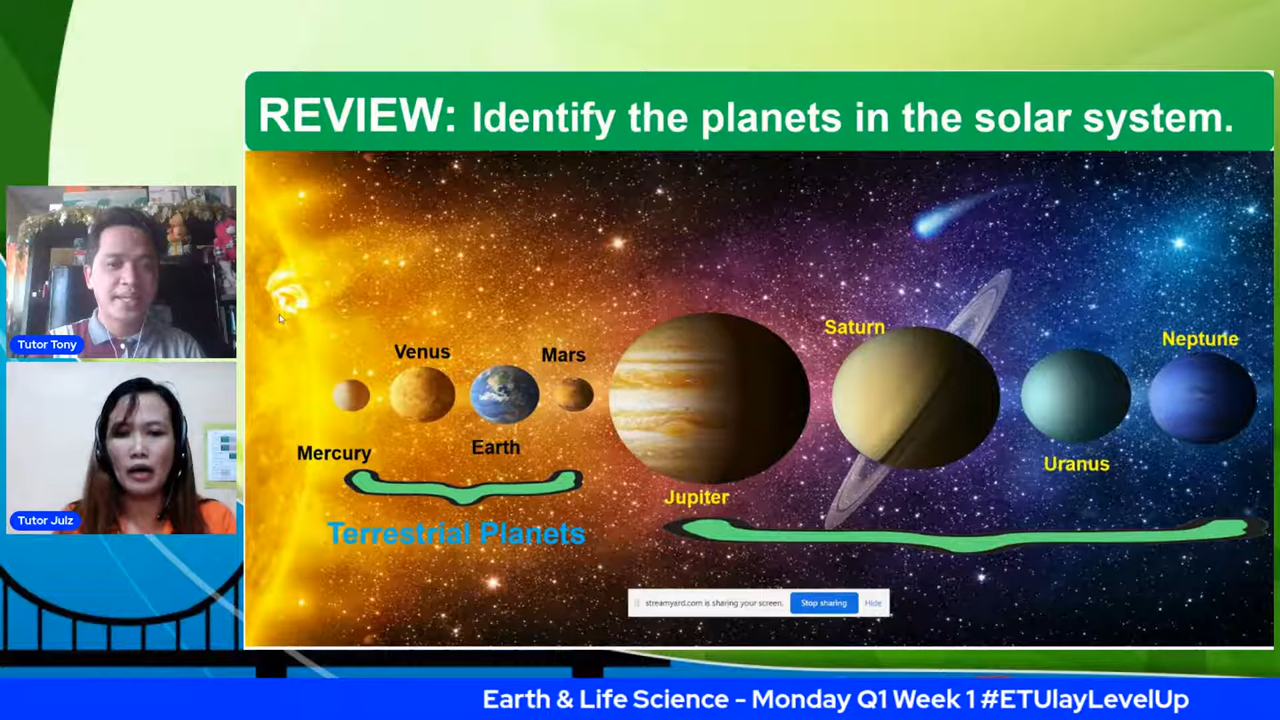 REVIEW: Identify the planets in the solar system.
Tutor Tony
Tutor Julz
Venus
Mars
Mercury
Earth
Terrestrial Planets
Saturn
Neptune
Uranus
Jupiter
streamyard.com is sharing your screen.
Stop sharing
Hide
Earth & Life Science - Monday Q1 Week 1 #ETUlayLevelUp